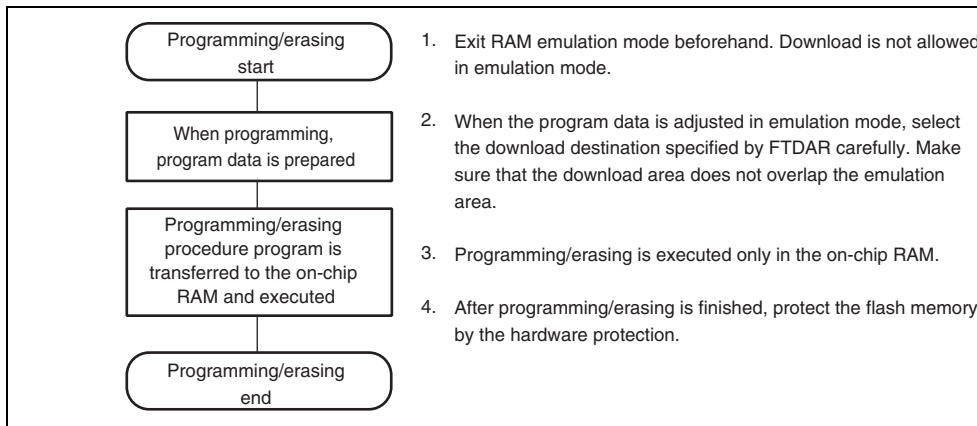 Programming/erasing
start
When programming,
program data is prepared
Programming/erasing
procedure program is
transferred to the on-chip
RAM and executed
Programming/erasing
end
1. Exit RAM emulation mode beforehand. Download is not allowed
in emulation mode.
2. When the program data is adjusted in emulation mode, select
the download destination specified by FTDAR carefully. Make
sure that the download area does not overlap the emulation
area.
3. Programming/erasing is executed only in the on-chip RAM.
4. After programming/erasing is finished, protect the flash memory
by the hardware protection.